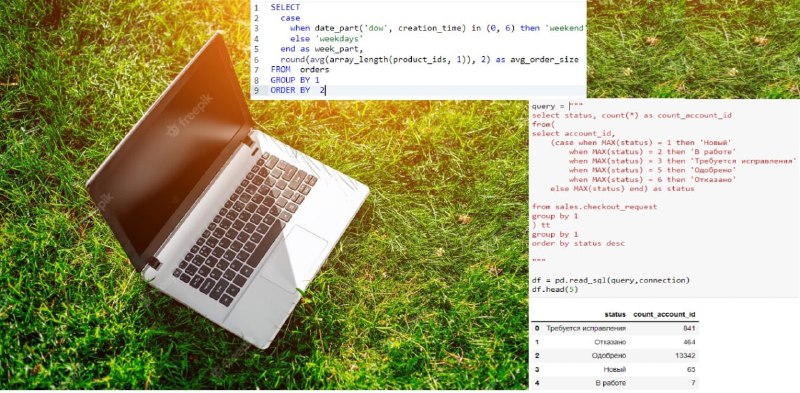 1 SELECT
2 case
3 when date_part('dow', creation_time) in (0, 6) then 'weekend'
4 else 'weekdays'
5 end as week_part,
6 round(avg(array_length(product_ids, 1)), 2) as avg_order_size
7 FROM orders
8 GROUP BY 1
9 ORDER BY 2
query = """
select status, count(*) as count_account_id
from(
select account_id,
(case when MAX(status) = 1 then 'Новый'
when MAX(status) = 2 then 'В работе'
when MAX(status) = 3 then 'Требуется исправления'
when MAX(status) = 5 then 'Одобрено'
when MAX(status) = 6 then 'Отказано'
else MAX(status) end) as status
from sales.checkout_request
group by 1
) tt
group by 1
order by status desc
"""
df = pd.read_sql(query,connection)
df.head(5)
status count_account_id
0 Требуется исправления 841
1 Отказано 464
2 Одобрено 13342
3 Новый 65
4 В работе 7
freepik